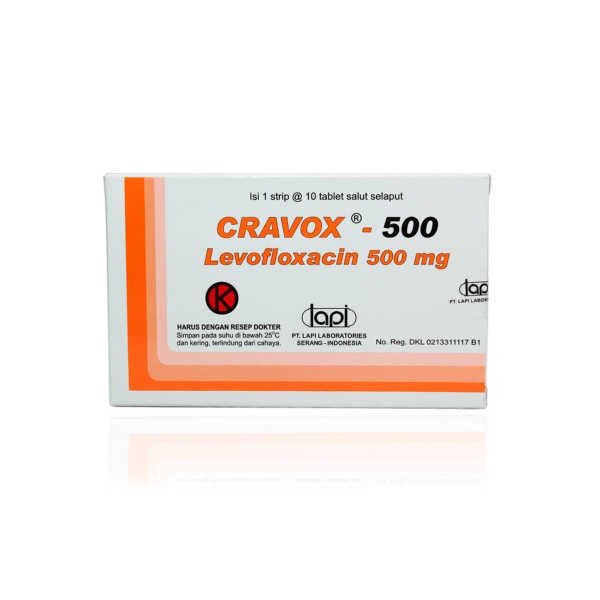 Isi 1 strip @ 10 tablet salut selaput
CRAVOX ® - 500
Levofloxacin 500 mg
K
HARUS DENGAN RESEP DOKTER
Simpan pada suhu di bawah 25°C
dan kering, terlindung dari cahaya.
lapi
PT. LAPI LABORATORIES
SERANG - INDONESIA
lapi
PT. LAPI
No. Reg. DKL 0213311117 B1